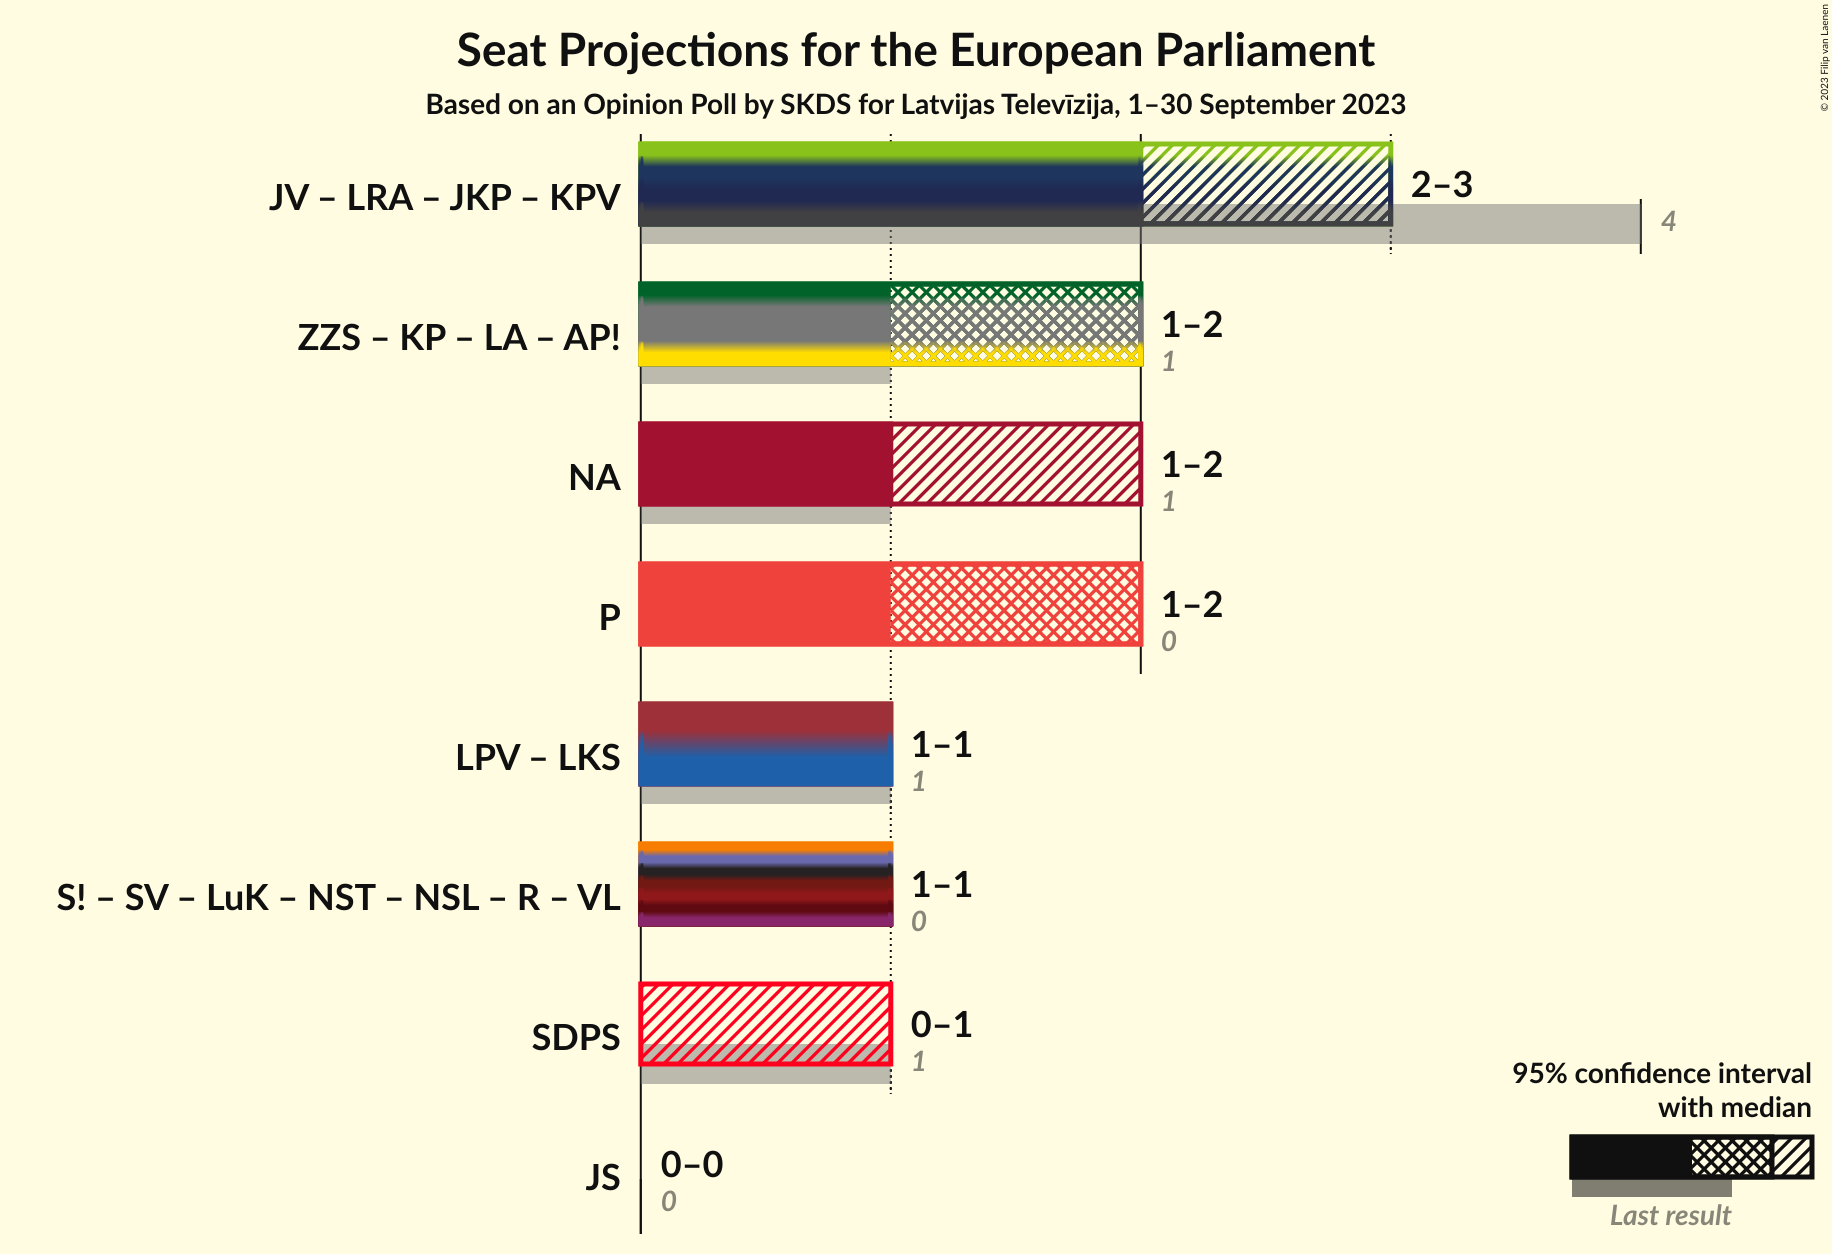 Seat Projections for the European Parliament
Based on an Opinion Poll by SKDS for Latvijas Televīzija, 1–30 September 2023
© 2023 Filip van Laenen
JV – LRA – JKP – KPV
2–3
4
ZZS – KP – LA – AP!
1–2
1
NA
1–2
1
P
1–2
0
LPV – LKS
1–1
1
S! – SV – LuK – NST – NSL – R – VL
1–1
0
SDPS
0–1
1
JS
0–0
0
95% confidence interval
with median
Last result